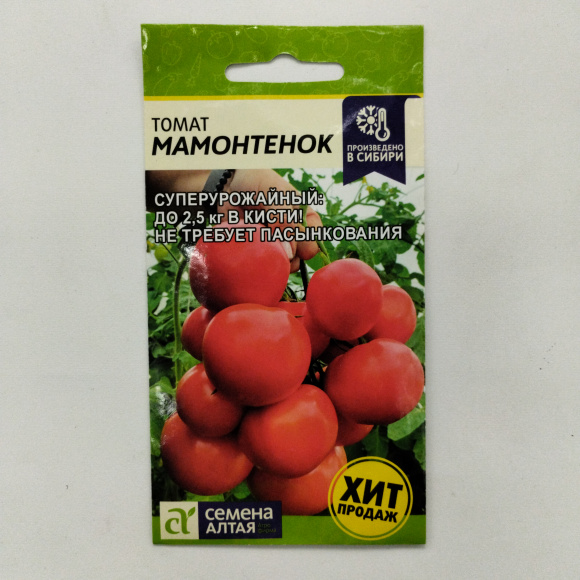 ТОМАТ
МАМОНТЕНОК
ПРОИЗВЕДЕНО
В СИБИРИ
СУПЕРУРОЖАЙНЫЙ:
ДО 2,5 кг В КИСТИ!
НЕ ТРЕБУЕТ ПАСЫНКОВАНИЯ
ХИТ
ПРОДАЖ
СЕМЕНА
АЛТАЯ